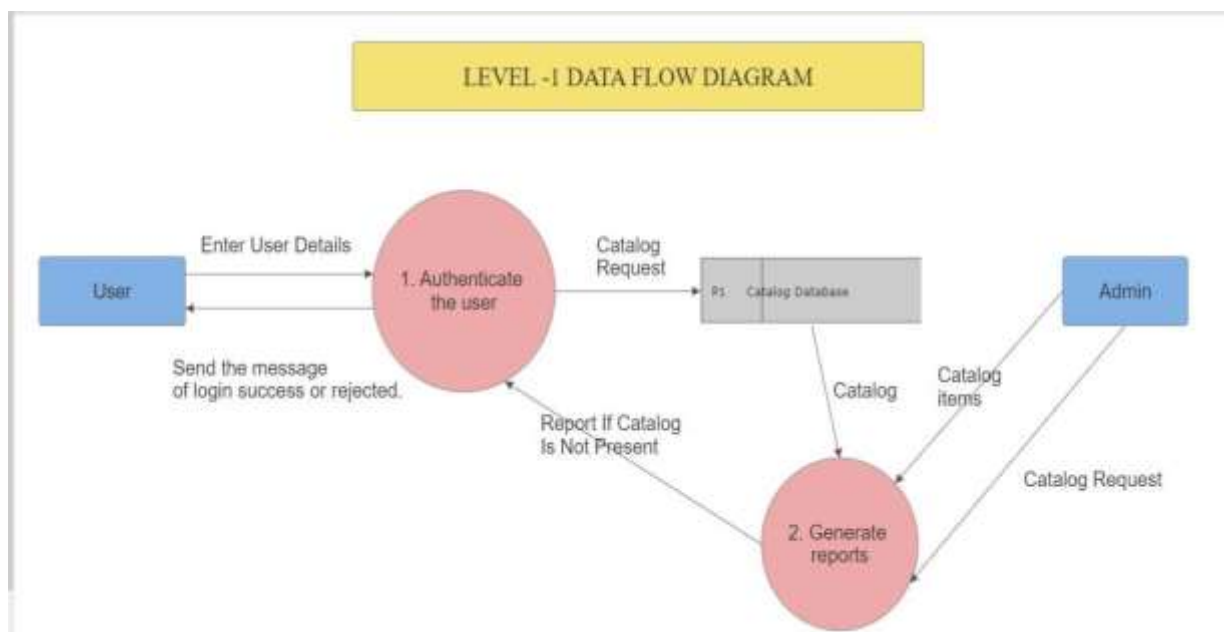 LEVEL -1 DATA FLOW DIAGRAM
Enter User Details
User
Send the message
of login success or rejected.
1. Authenticate
the user
Catalog
Request
P1 Catalog Database
Admin
Catalog
Catalog
items
Report If Catalog
Is Not Present
Catalog Request
2. Generate
reports